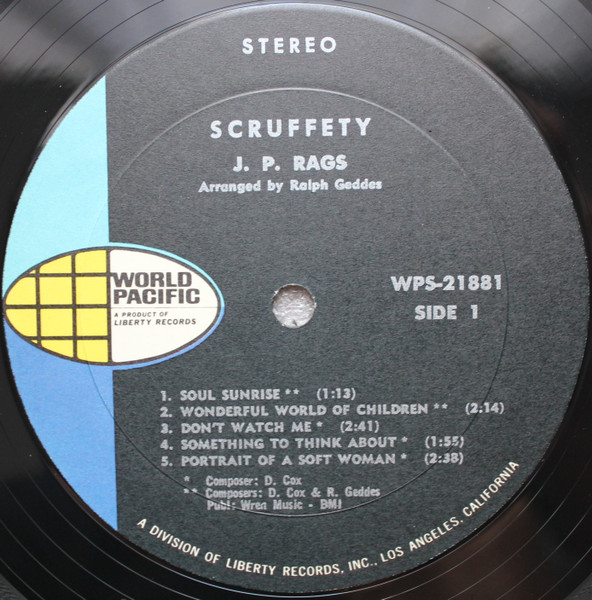 STEREO
SCRUFFETY
J. P. RAGS
Arranged by Ralph Geddes
WORLD
PACIFIC
A PRODUCT OF
LIBERTY RECORDS
WPS-21881
SIDE 1
1. SOUL SUNRISE ** (1:13)
2. WONDERFUL WORLD OF CHILDREN ** (2:14)
3. DON'T WATCH ME * (2:41)
4. SOMETHING TO THINK ABOUT * (1:55)
5. PORTRAIT OF A SOFT WOMAN * (2:38)
* Composer: D. Cox
** Composers: D. Cox & R. Geddes
Publ: Wren Music - BMI
A DIVISION OF LIBERTY RECORDS, INC., LOS ANGELES, CALIFORNIA